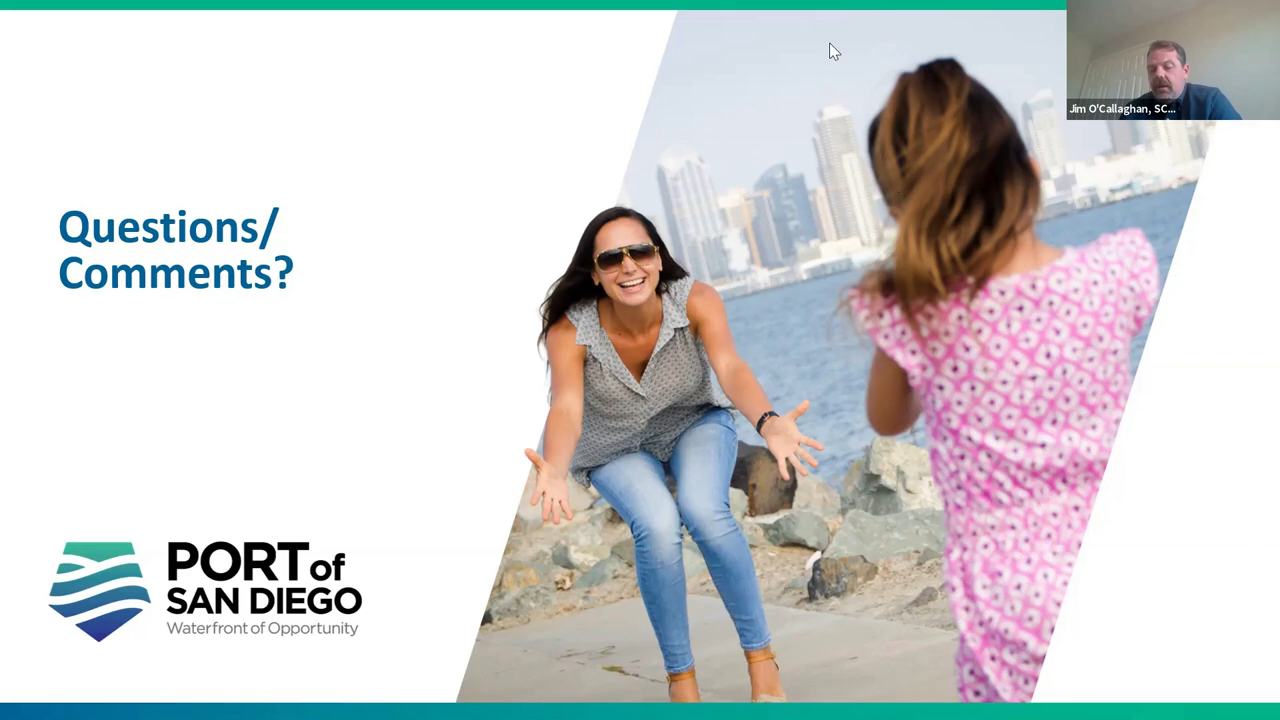 Jim O'Callaghan, SC...
Questions/
Comments?
PORT of
SAN DIEGO
Waterfront of Opportunity